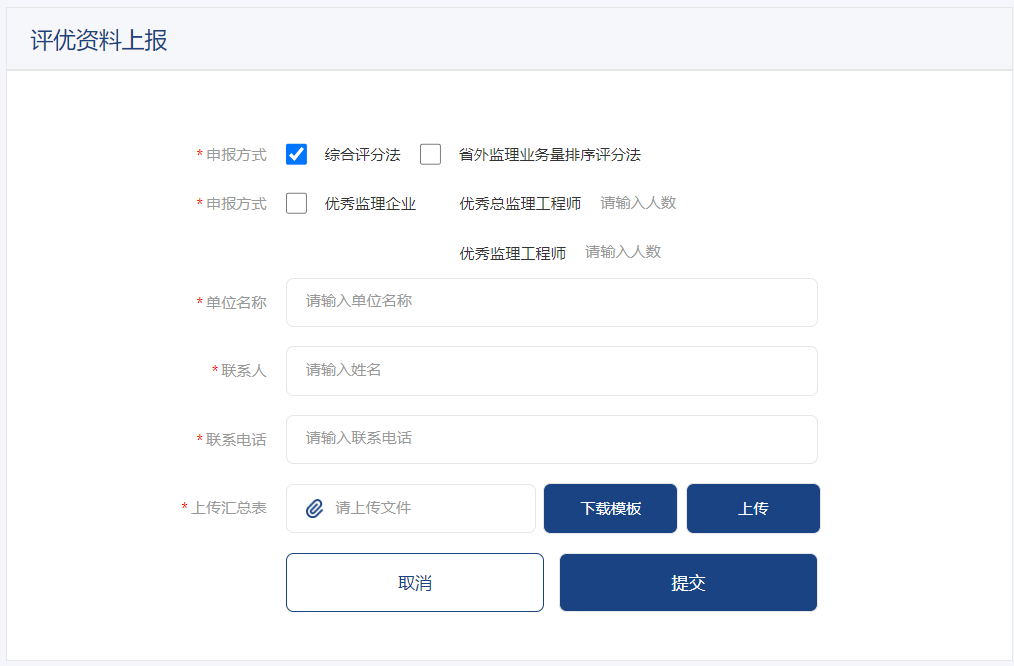 评优资料上报
*申报方式 综合评分法 省外监理业务量排序评分法
*申报方式 优秀监理企业 优秀总监理工程师 请输入人数
优秀监理工程师 请输入人数
*单位名称 请输入单位名称
*联系人 请输入姓名
*联系电话 请输入联系电话
*上传汇总表 请上传文件 下载模板 上传
取消 提交